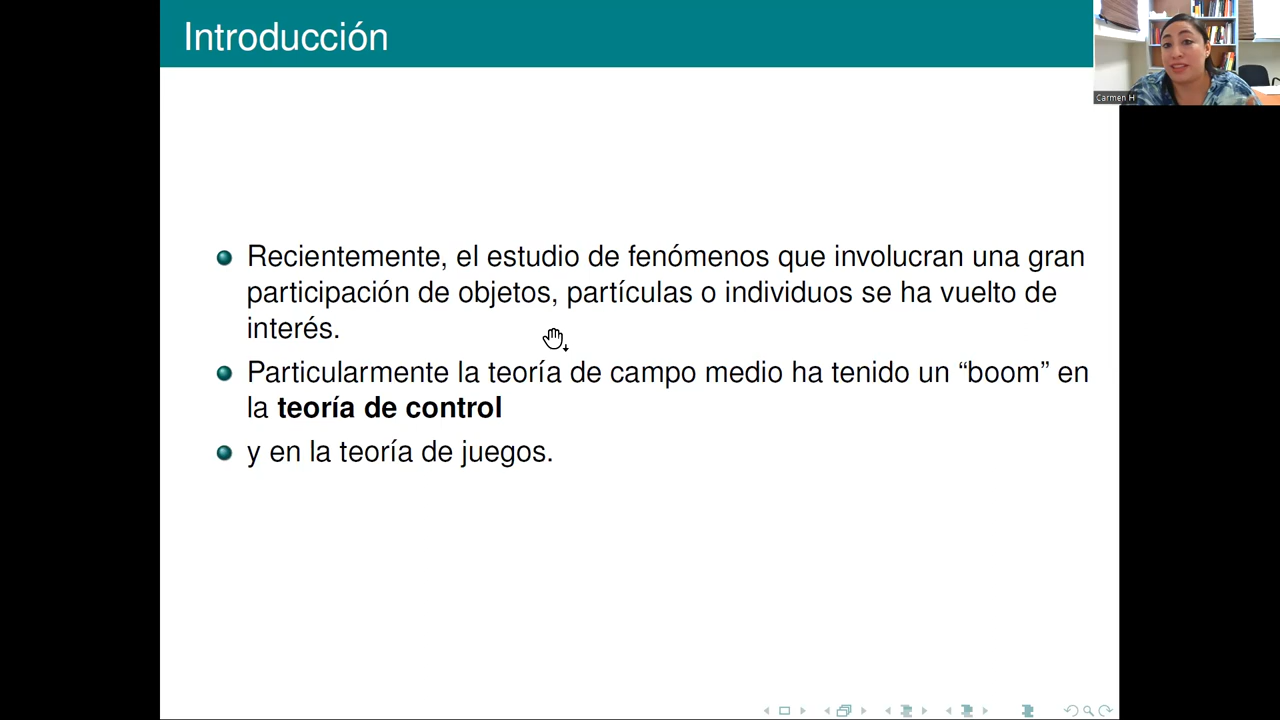 Introducción
Carmen H
Recientemente, el estudio de fenómenos que involucran una gran
participación de objetos, partículas o individuos se ha vuelto de
interés.
Particularmente la teoría de campo medio ha tenido un “boom” en
la teoría de control
y en la teoría de juegos.